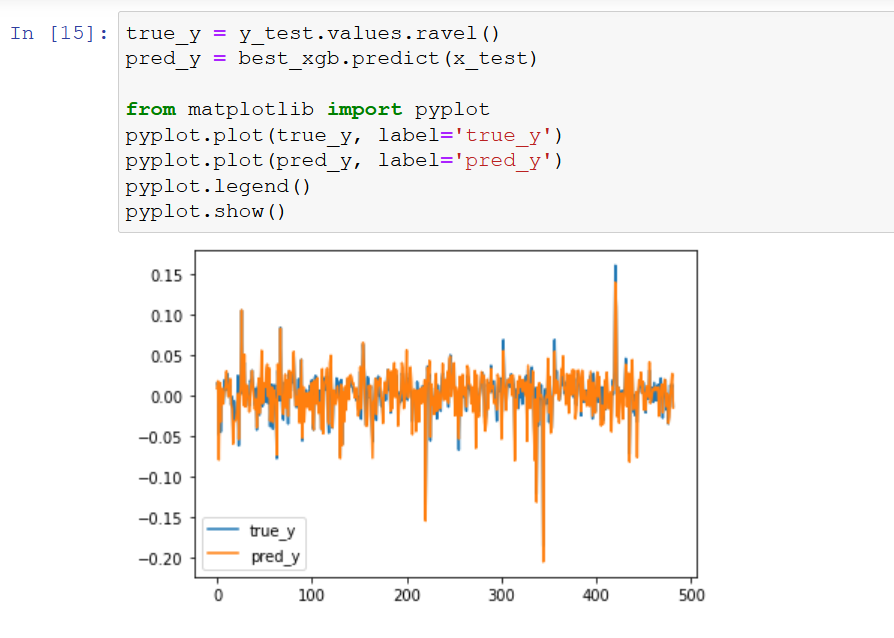 In [15]: true_y = y_test.values.ravel()
pred_y = best_xgb.predict(x_test)
from matplotlib import pyplot
pyplot.plot(true_y, label='true_y')
pyplot.plot(pred_y, label='pred_y')
pyplot.legend()
pyplot.show()
0.15
0.10
0.05
0.00
−0.05
−0.10
−0.15
−0.20
true_y
pred_y
0 100 200 300 400 500